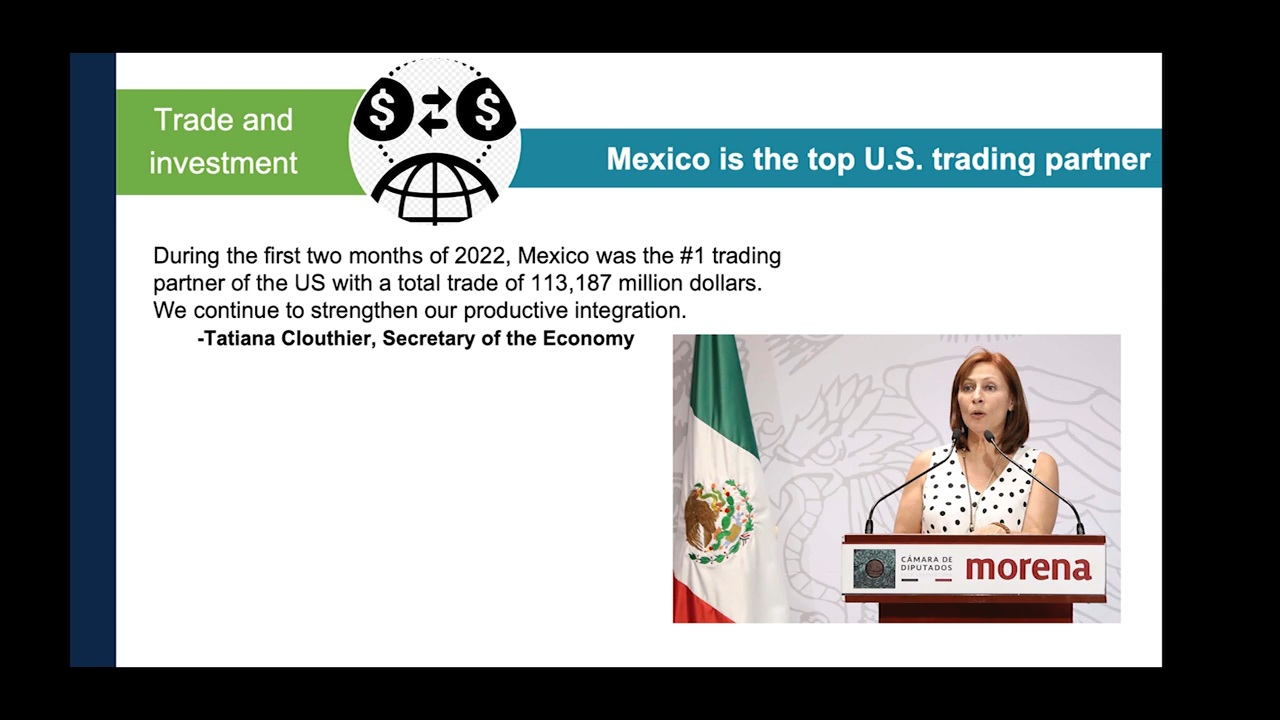 Trade and
investment
$ $
Mexico is the top U.S. trading partner
During the first two months of 2022, Mexico was the #1 trading
partner of the US with a total trade of 113,187 million dollars.
We continue to strengthen our productive integration.
-Tatiana Clouthier, Secretary of the Economy
CÁMARA DE
DIPUTADOS
morena